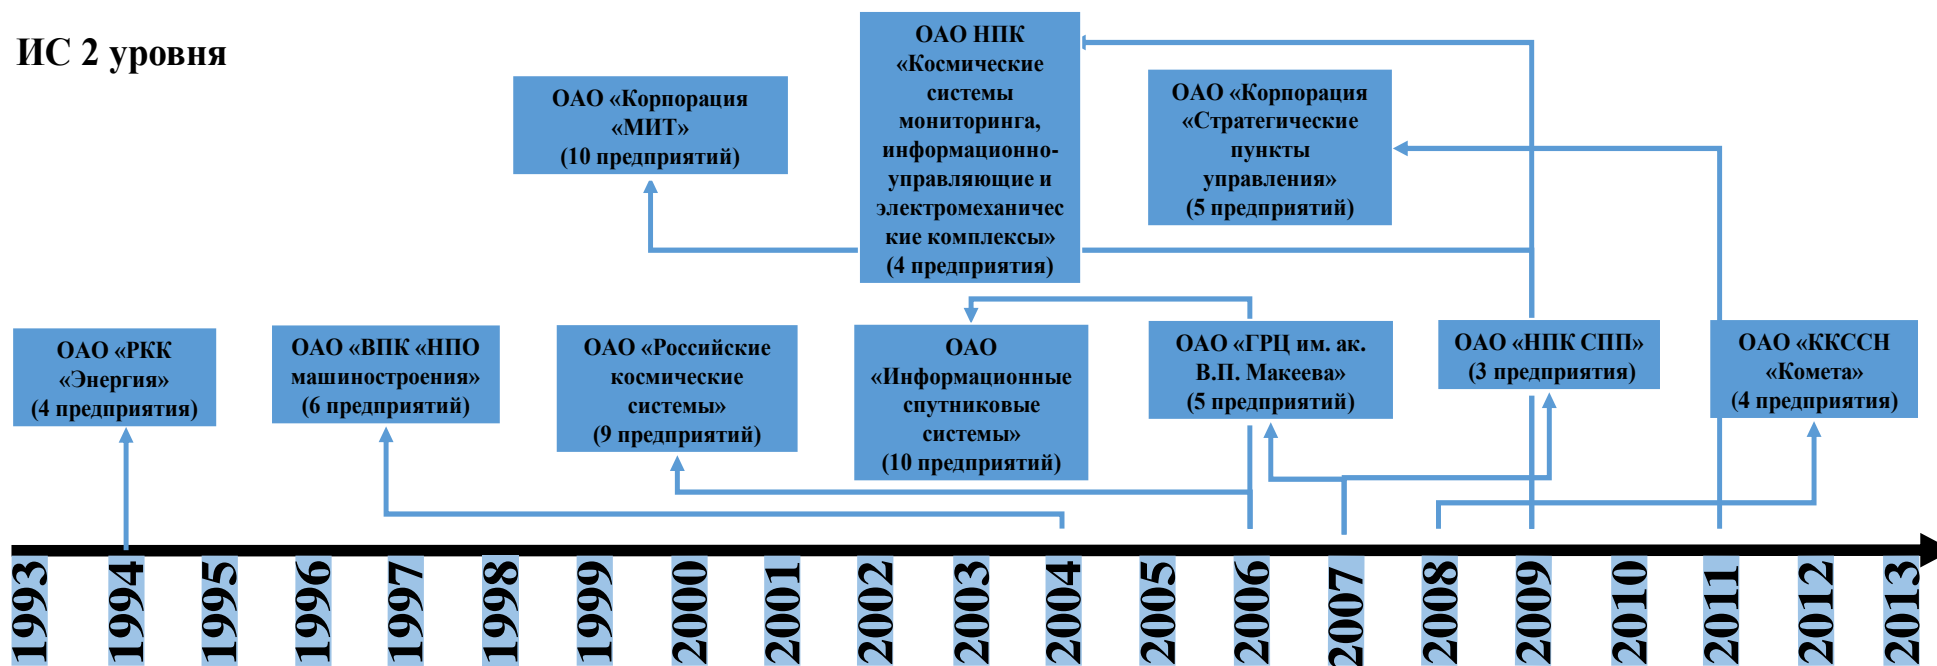 ИС 2 уровня
ОАО «Корпорация
«МИТ»
(10 предприятий)
ОАО НПК
«Космические
системы
мониторинга,
информационно-
управляющие и
электромеханичес
кие комплексы»
(4 предприятия)
ОАО «Корпорация
«Стратегические
пункты
управления»
(5 предприятий)
ОАО «РКК
«Энергия»
(4 предприятия)
ОАО «ВПК «НПО
машиностроения»
(6 предприятий)
ОАО «Российские
космические
системы»
(9 предприятий)
ОАО
«Информационные
спутниковые
системы»
(10 предприятий)
ОАО «ГРЦ им. ак.
В.П. Макеева»
(5 предприятий)
ОАО «НПК СПП»
(3 предприятия)
ОАО «ККССН
«Комета»
(4 предприятия)
1993
1994
1995
1996
1997
1998
1999
2000
2001
2002
2003
2004
2005
2006
2007
2008
2009
2010
2011
2012
2013